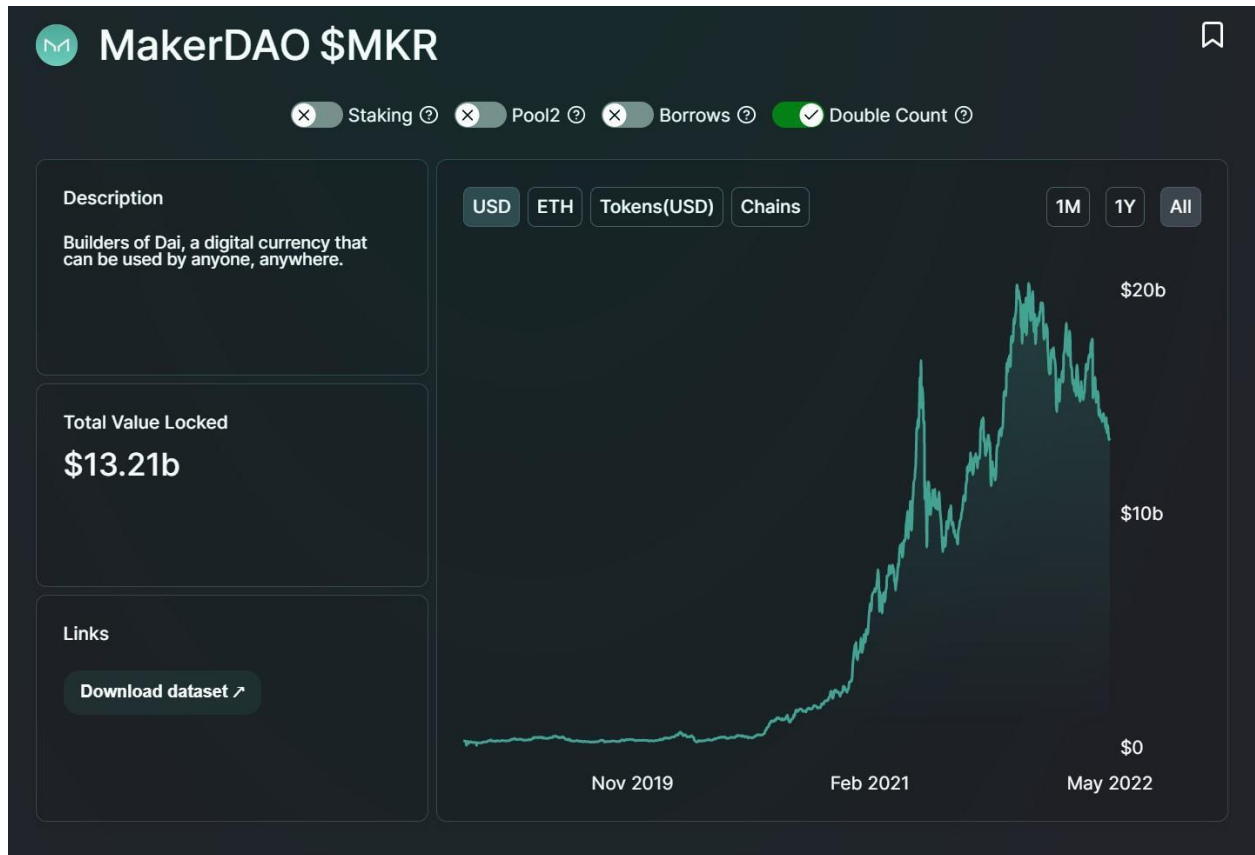 MakerDAO $MKR
Staking Pool2 Borrows Double Count
Description
Builders of Dai, a digital currency that
can be used by anyone, anywhere.
Total Value Locked
$13.21b
Links
Download dataset ↗
USD ETH Tokens(USD) Chains 1M 1Y All
$20b
$10b
$0
Nov 2019 Feb 2021 May 2022